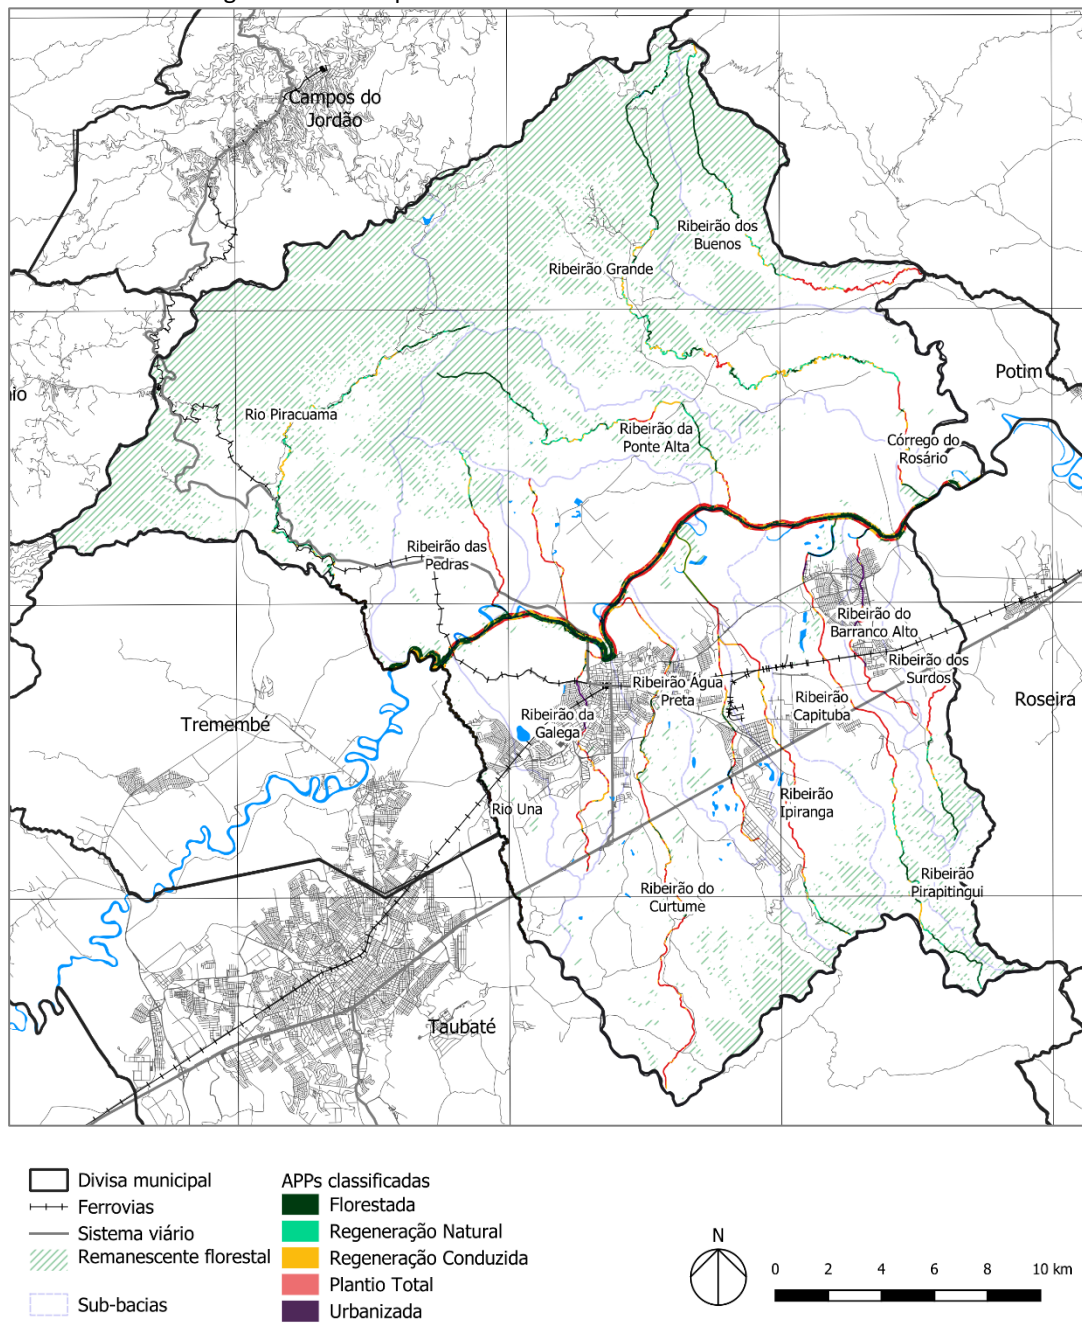 Campos do
Jordão
Ribeirão dos
Buenos
Ribeirão Grande
Potim
Rio Piracuama
Ribeirão da
Ponte Alta
Córrego do
Rosário
Ribeirão das
Pedras
Ribeirão do
Barranco Alto
Ribeirão dos
Surdos
Ribeirão Água
Preta
Ribeirão
Capituba
Roseira
Tremembé
Ribeirão da
Galega
Rio Una
Ribeirão
Ipiranga
Ribeirão do
Curtume
Ribeirão
Pirapitingui
Taubaté
Divisa municipal
Ferrovias
Sistema viário
Remanescente florestal
Sub-bacias
APPs classificadas
Florestada
Regeneração Natural
Regeneração Conduzida
Plantio Total
Urbanizada
N
0 2 4 6 8 10 km